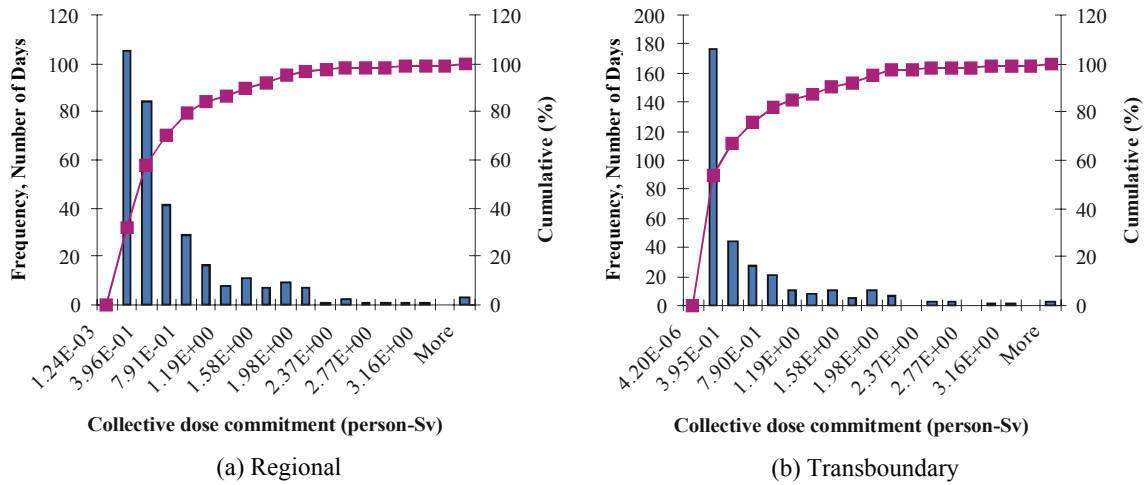 120
100
80
60
40
20
0
Frequency, Number of Days
120
100
80
60
40
20
0
Cumulative (%)
1.24E-03
3.96E-01
7.91E-01
1.19E+00
1.58E+00
1.98E+00
2.37E+00
2.77E+00
3.16E+00
More
Collective dose commitment (person-Sv)
(a) Regional
200
180
160
140
120
100
80
60
40
20
0
Frequency, Number of Days
120
100
80
60
40
20
0
Cumulative (%)
4.20E-06
3.95E-01
7.90E-01
1.19E+00
1.58E+00
1.98E+00
2.37E+00
2.77E+00
3.16E+00
More
Collective dose commitment (person-Sv)
(b) Transboundary